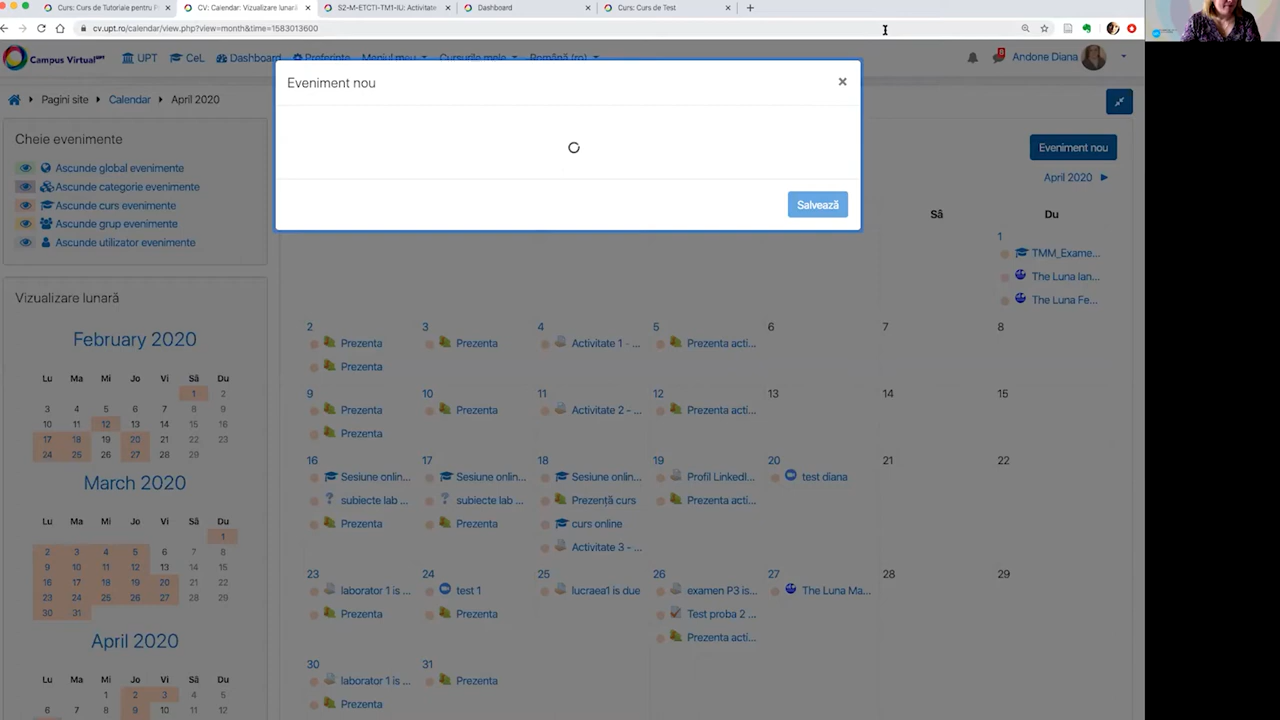 Curs: Curs de Tutoriale pentru P
CV: Calendar: Vizualizare lunară
S2-M-ETCTI-TM1-IU: Activitate
Dashboard
Curs: Curs de Test
cv.upt.ro/calendar/view.php?view=month&time=1583013600
Campus Virtual UPT
UPT
CeL
Dashboard
Preferințe
Meniul meu
Cursurile mele
Română (ro)
8
Andone Diana
Pagini site
Calendar
April 2020
Eveniment nou
×
Salvează
Eveniment nou
April 2020 ►
Cheie evenimente
Ascunde global evenimente
Ascunde categorie evenimente
Ascunde curs evenimente
Ascunde grup evenimente
Ascunde utilizator evenimente
Vizualizare lunară
February 2020
Lu Ma Mi Jo Vi Sâ Du
1 2
3 4 5 6 7 8 9
10 11 12 13 14 15 16
17 18 19 20 21 22 23
24 25 26 27 28 29
March 2020
Lu Ma Mi Jo Vi Sâ Du
1
2 3 4 5 6 7 8
9 10 11 12 13 14 15
16 17 18 19 20 21 22
23 24 25 26 27 28 29
30 31
April 2020
Lu Ma Mi Jo Vi Sâ Du
1 2 3 4 5
6 7 8 9 10 11 12
Sâ Du
1
TMM_Exame...
The Luna lan...
The Luna Fe...
2 3 4 5 6 7 8
Prezenta Prezenta Activitate 1 - ... Prezenta acti...
Prezenta
9 10 11 12 13 14 15
Prezenta Prezenta Activitate 2 - ... Prezenta acti...
Prezenta
16 17 18 19 20 21 22
Sesiune onlin... Sesiune onlin... Sesiune onlin... Profil LinkedI... test diana
subiecte lab ... subiecte lab ... Prezență curs Prezenta acti...
Prezenta Prezenta curs online
Activitate 3 - ...
23 24 25 26 27 28 29
laborator 1 is ... test 1 lucraea1 is due examen P3 is... The Luna Ma...
Prezenta Prezenta Test proba 2 ...
Prezenta acti...
30 31
laborator 1 is ... Prezenta
Prezenta